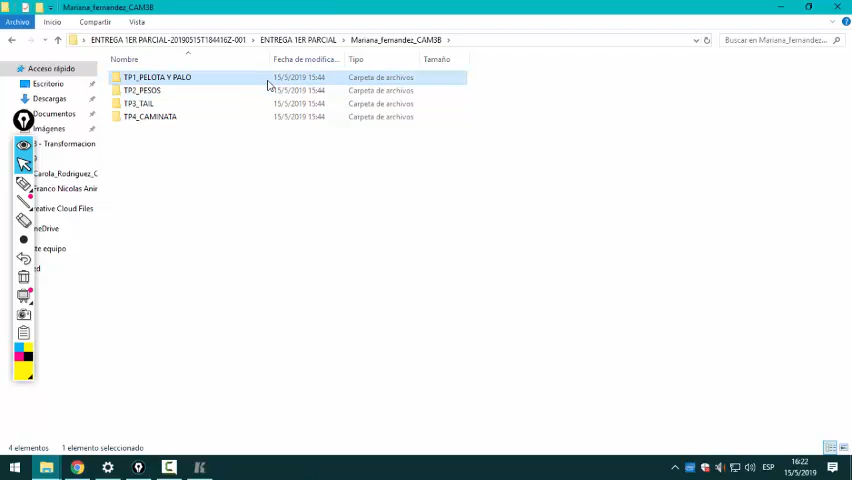 Mariana_fernandez_CAM3B
Archivo Inicio Compartir Vista
ENTREGA 1ER PARCIAL-20190515T184416Z-001 > ENTREGA 1ER PARCIAL > Mariana_fernandez_CAM3B >
Buscar en Mariana_fernandez...
Nombre Fecha de modifica... Tipo Tamaño
Acceso rápido
Escritorio
Descargas
Documentos
Imágenes
3 - Transformacion
9
Carola_Rodriguez_C
Franco Nicolas Anir
reative Cloud Files
neDrive
ste equipo
ed
TP1_PELOTA Y PALO 15/5/2019 15:44 Carpeta de archivos
TP2_PESOS 15/5/2019 15:44 Carpeta de archivos
TP3_TAIL 15/5/2019 15:44 Carpeta de archivos
TP4_CAMINATA 15/5/2019 15:44 Carpeta de archivos
4 elementos 1 elemento seleccionado
ESP
16:22
15/5/2019